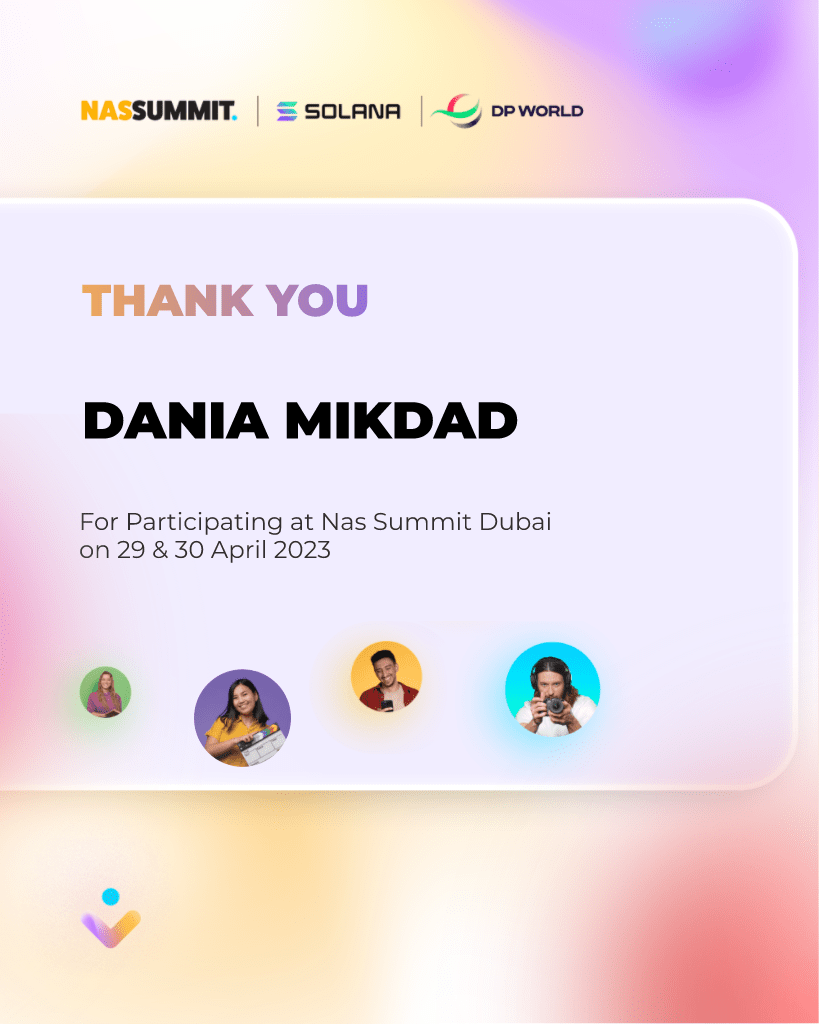 NASSUMMIT. | SOLANA | DP WORLD
THANK YOU
DANIA MIKDAD
For Participating at Nas Summit Dubai
on 29 & 30 April 2023